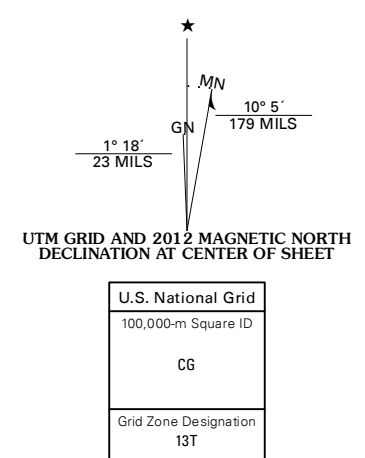 ★
MN
GN
10° 5´
179 MILS
1° 18´
23 MILS
UTM GRID AND 2012 MAGNETIC NORTH
DECLINATION AT CENTER OF SHEET
U.S. National Grid
100,000-m Square ID
CG
Grid Zone Designation
13T